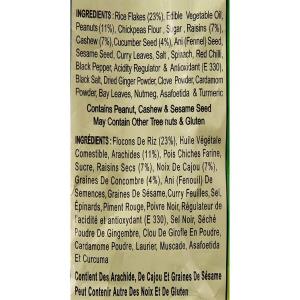 INGREDIENTS: Rice Flakes (23%), Edible Vegetable Oil,
Peanuts (11%), Chickpeas Flour , Sugar , Raisins (7%),
Cashew (7%),Cucumber Seed (4%), Ani (Fennel) Seed,
Sesame Seed, Curry Leaves, Salt , Spinach, Red Chilli,
Black Pepper, Acidity Regulator & Antioxidant (E 330),
Black Salt, Dried Ginger Powder, Clove Powder, Cardamom
Powder, Bay Leaves, Nutmeg, Asafoetida & Turmeric
Contains Peanut, Cashew & Sesame Seed
May Contain Other Tree nuts & Gluten
INGRÉDIENTS: Flocons De Riz (23%), Huile Végétale
Comestible, Arachides (11%), Pois Chiches Farine,
Sucre, Raisins Secs (7%), Noix De Cajou (7%),
Graines De Concombre (4%), Ani (Fenouil) De
Semences, Graines De Sésame,Curry Feuilles, Sel,
Épinards, Piment Rouge, Poivre Noir, Régulateur de
l'acidité et antioxydant (E 330), Sel Noir, Séché
Poudre De Gingembre, Clou De Girofle En Poudre,
Cardamome Poudre, Laurier, Muscade, Asafoetida
Et Curcuma
Contient Des Arachide, De Cajou Et Graines De Sésame
Peut Contenir Autre Des Noix Et De Gluten